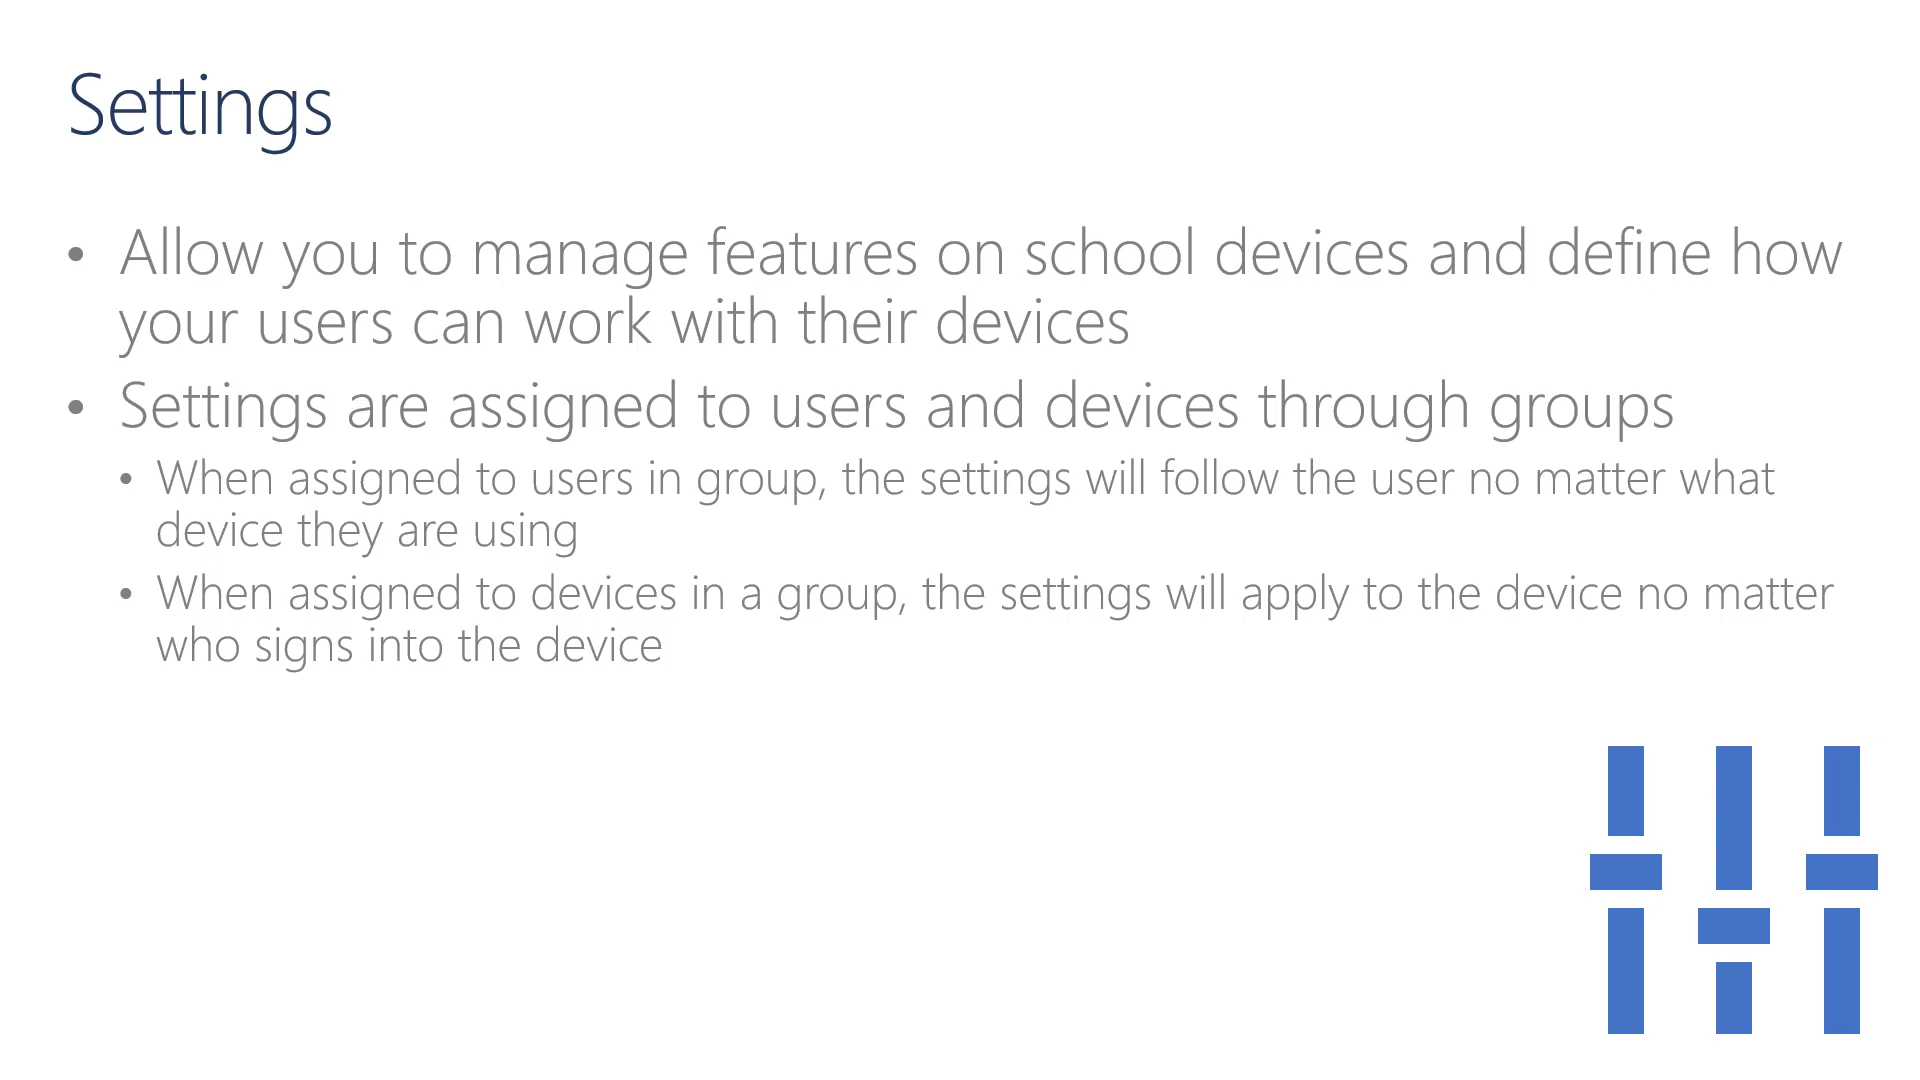 Settings
• Allow you to manage features on school devices and define how
your users can work with their devices
• Settings are assigned to users and devices through groups
• When assigned to users in group, the settings will follow the user no matter what
device they are using
• When assigned to devices in a group, the settings will apply to the device no matter
who signs into the device